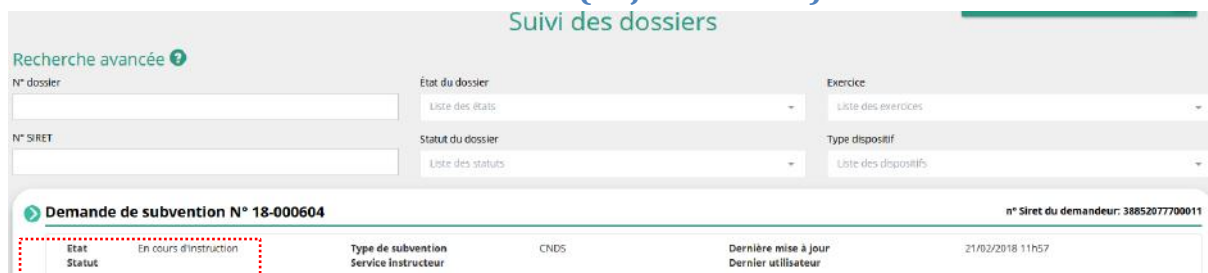 Suivi des dossiers
Recherche avancée ?
N° dossier État du dossier Exercice
Liste des états Liste des exercices
N° SIRET Statut du dossier Type dispositif
Liste des statuts Liste des dispositifs
Demande de subvention N° 18-000604 n° Siret du demandeur: 38852077700011
Etat En cours d'instruction Type de subvention CNDS Dernière mise à jour 21/02/2018 11h57
Statut Service instructeur Dernier utilisateur